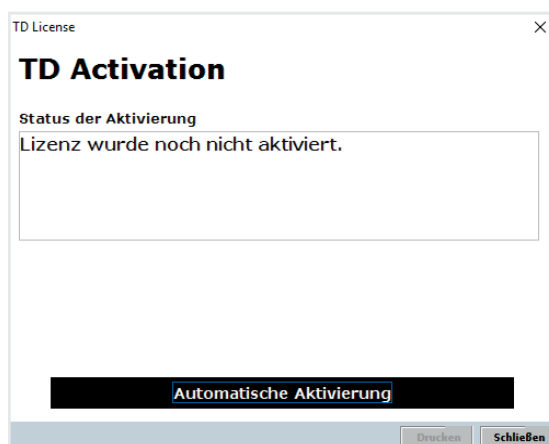 TD License
TD Activation
Status der Aktivierung
Lizenz wurde noch nicht aktiviert.
Automatische Aktivierung
Drucken Schließen